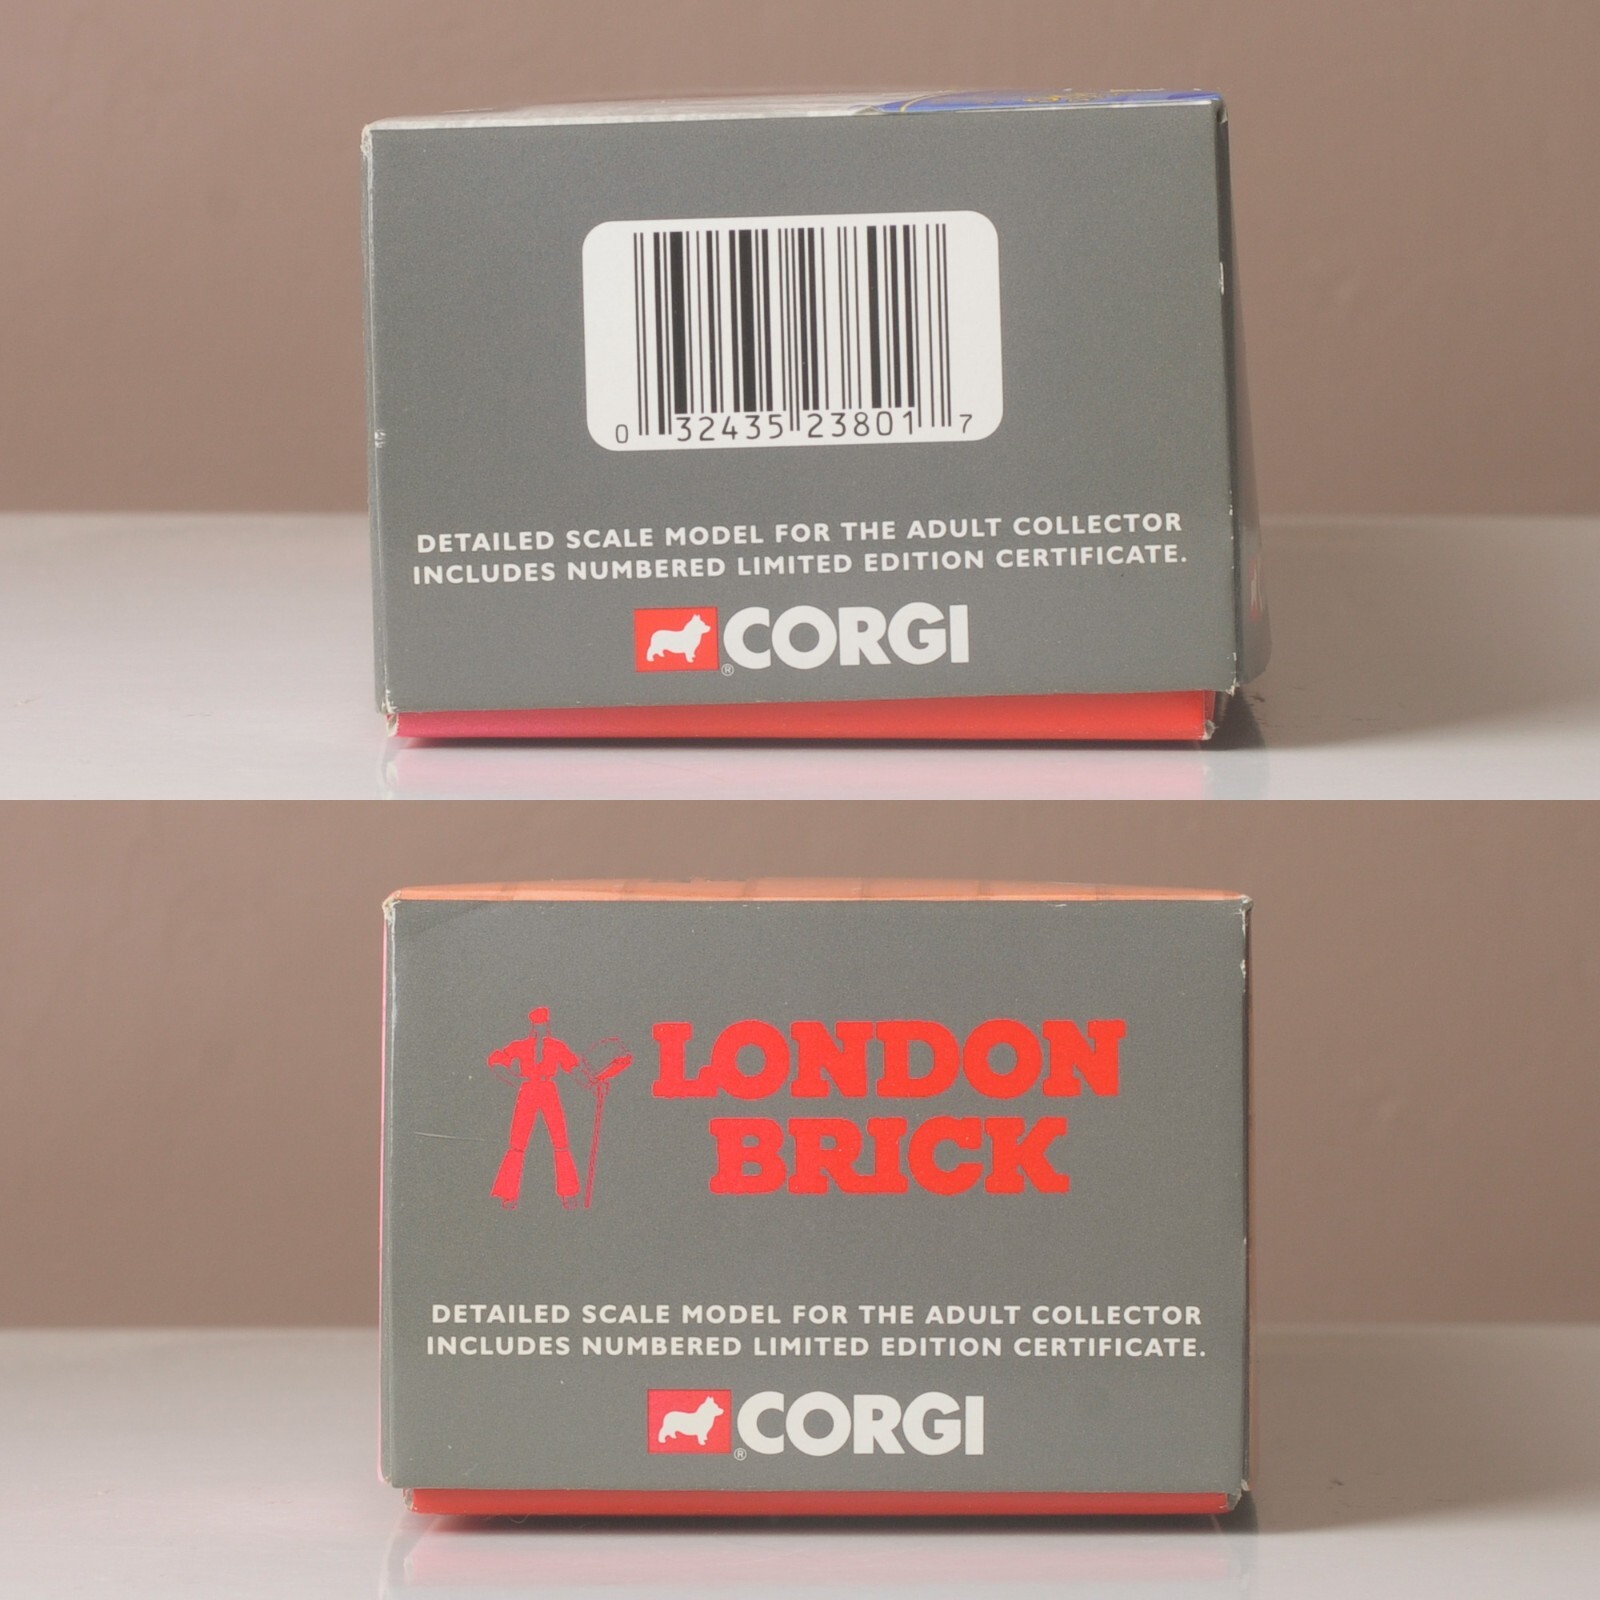 0 32435 23801 7
DETAILED SCALE MODEL FOR THE ADULT COLLECTOR
INCLUDES NUMBERED LIMITED EDITION CERTIFICATE.
® CORGI
LONDON
BRICK
DETAILED SCALE MODEL FOR THE ADULT COLLECTOR
INCLUDES NUMBERED LIMITED EDITION CERTIFICATE.
® CORGI